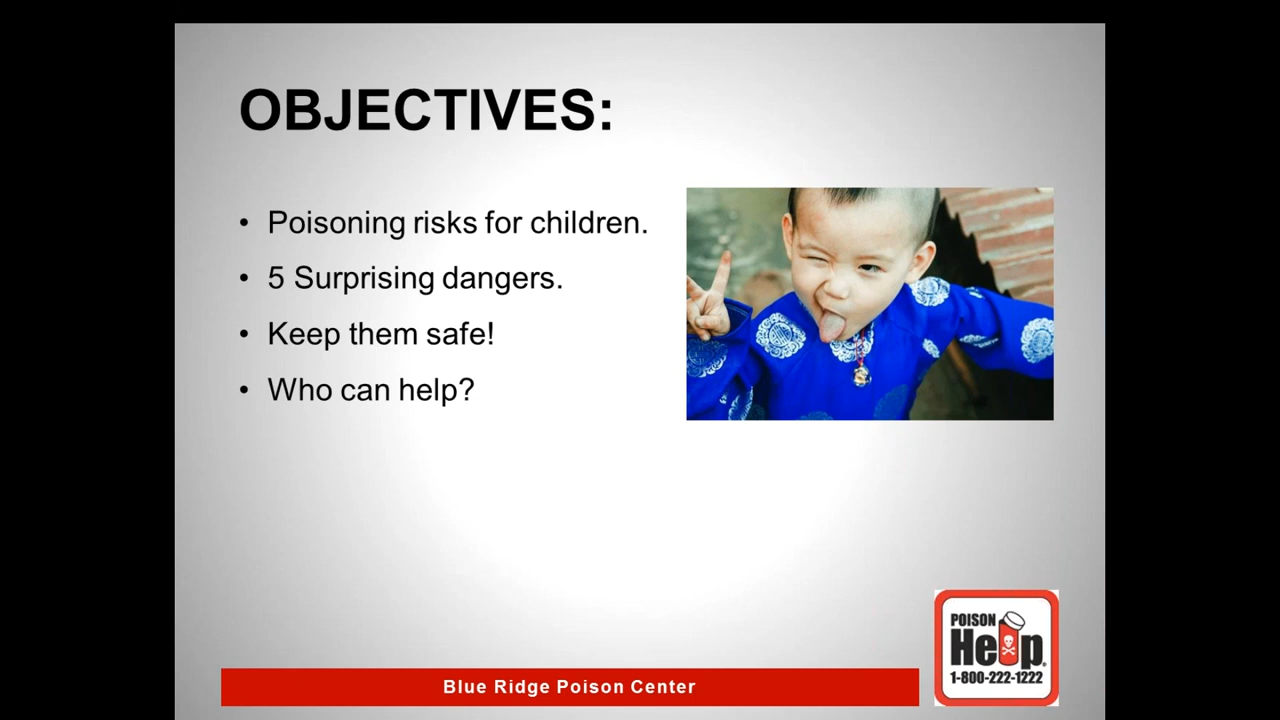 OBJECTIVES:
• Poisoning risks for children.
• 5 Surprising dangers.
• Keep them safe!
• Who can help?
POISON
Help
1-800-222-1222
Blue Ridge Poison Center